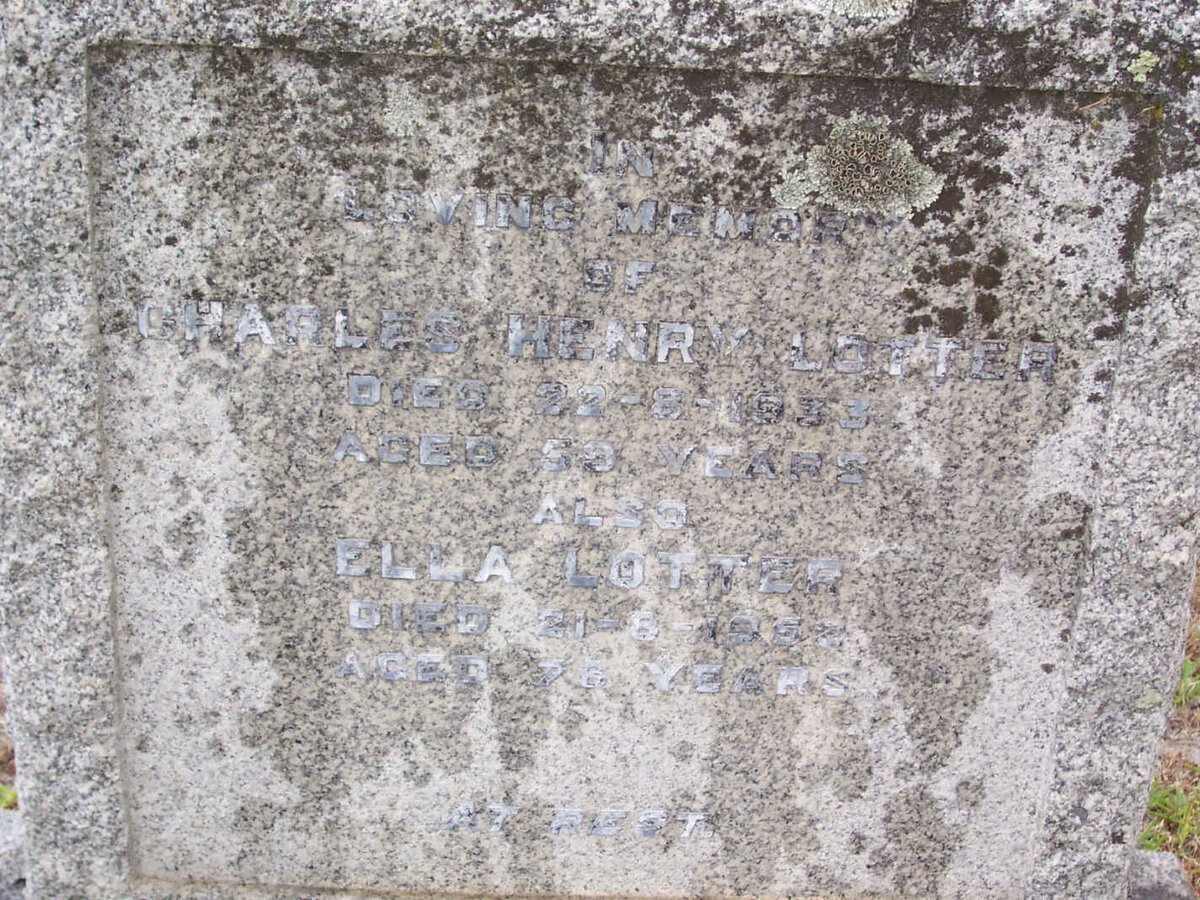 IN
LOVING MEMORY
OF
CHARLES HENRY LOTTER
DIED 22-8-1933
AGED 59 YEARS
ALSO
ELLA LOTTER
DIED 21-8-1952
AGED 76 YEARS
AT REST.